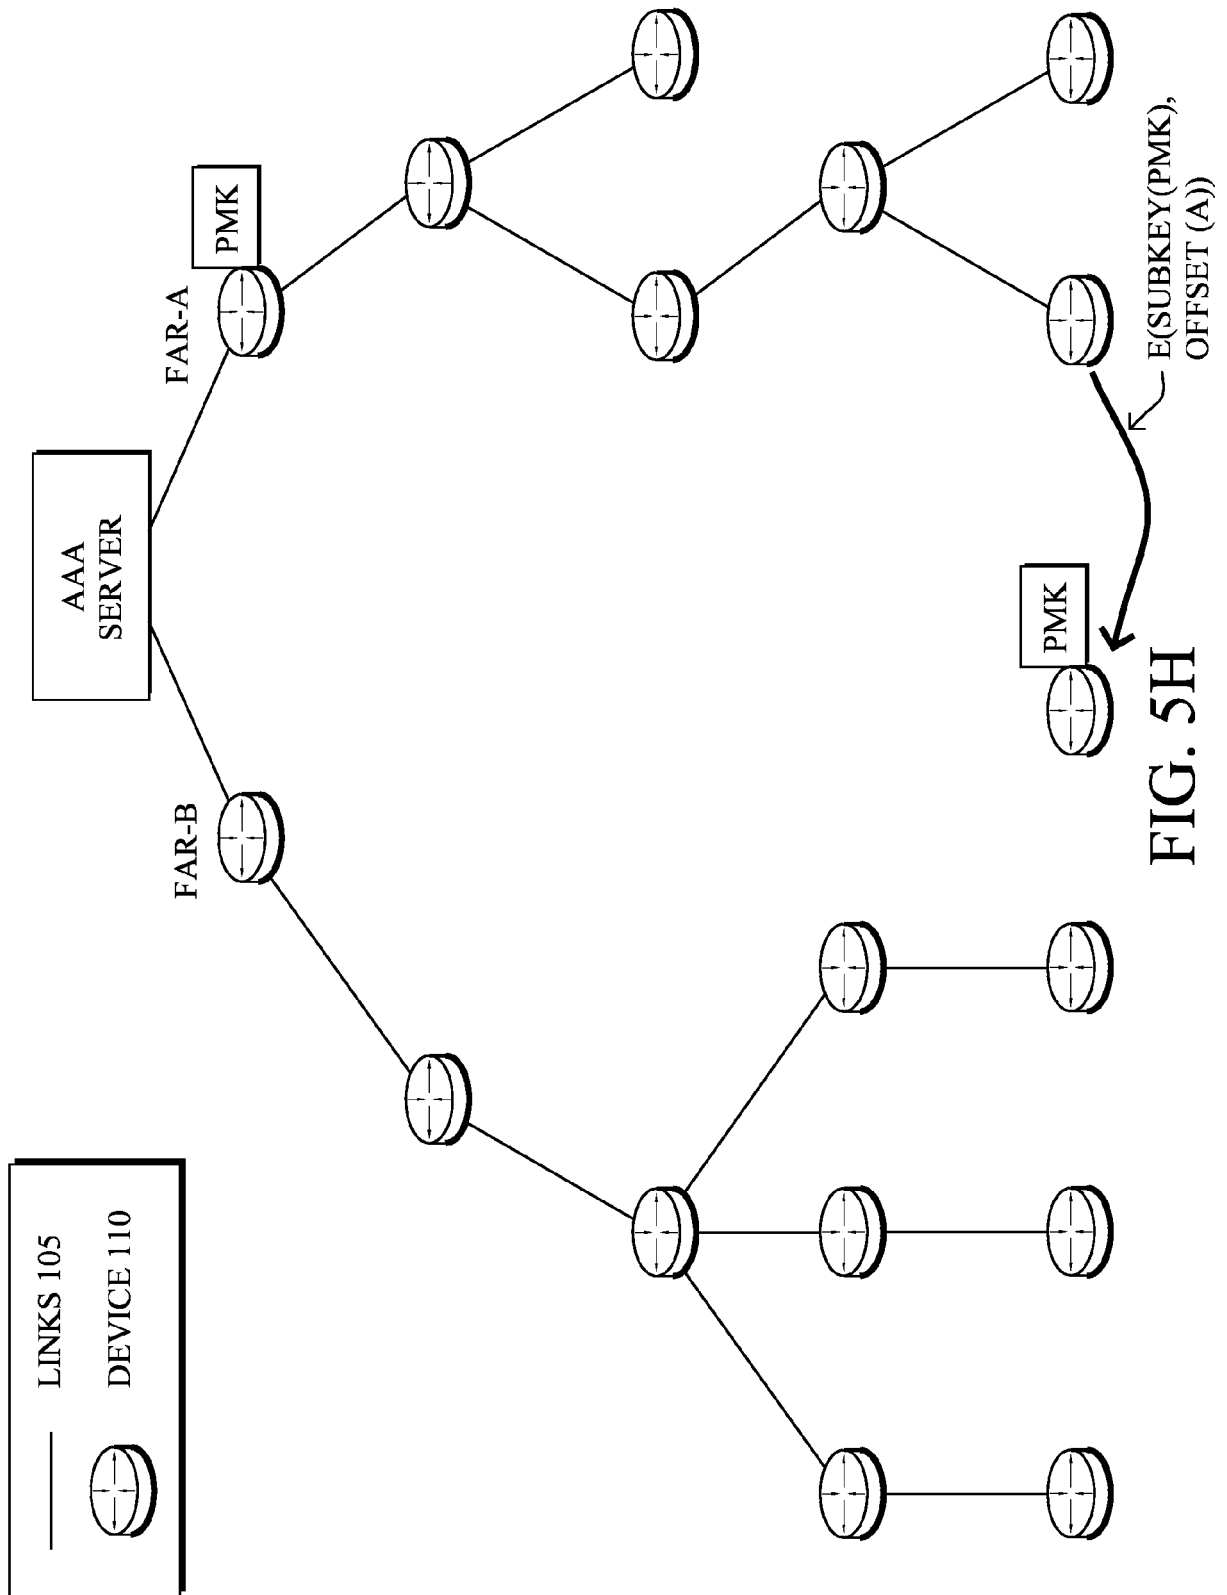 LINKS 105
DEVICE 110
AAA
SERVER
FAR-B
FAR-A
PMK
PMK
E(SUBKEY(PMK),
OFFSET (A))
FIG. 5H